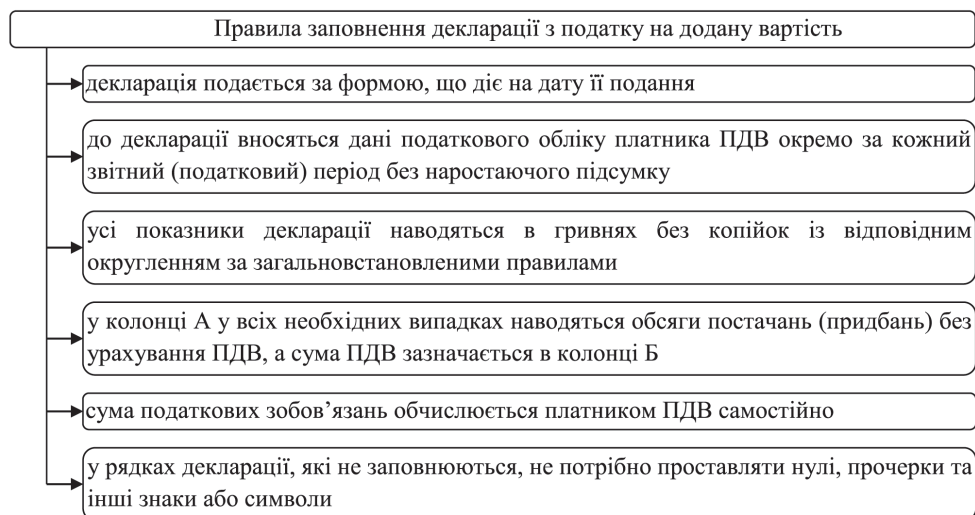 Правила заповнення декларації з податку на додану вартість
декларація подається за формою, що діє на дату її подання
до декларації вносяться дані податкового обліку платника ПДВ окремо за кожний
звітний (податковий) період без наростаючого підсумку
усі показники декларації наводяться в гривнях без копійок із відповідним
округленням за загальновстановленими правилами
у колонці А у всіх необхідних випадках наводяться обсяги постачань (придбань) без
урахування ПДВ, а сума ПДВ зазначається в колонці Б
сума податкових зобов’язань обчислюється платником ПДВ самостійно
у рядках декларації, які не заповнюються, не потрібно проставляти нулі, прочерки та
інші знаки або символи